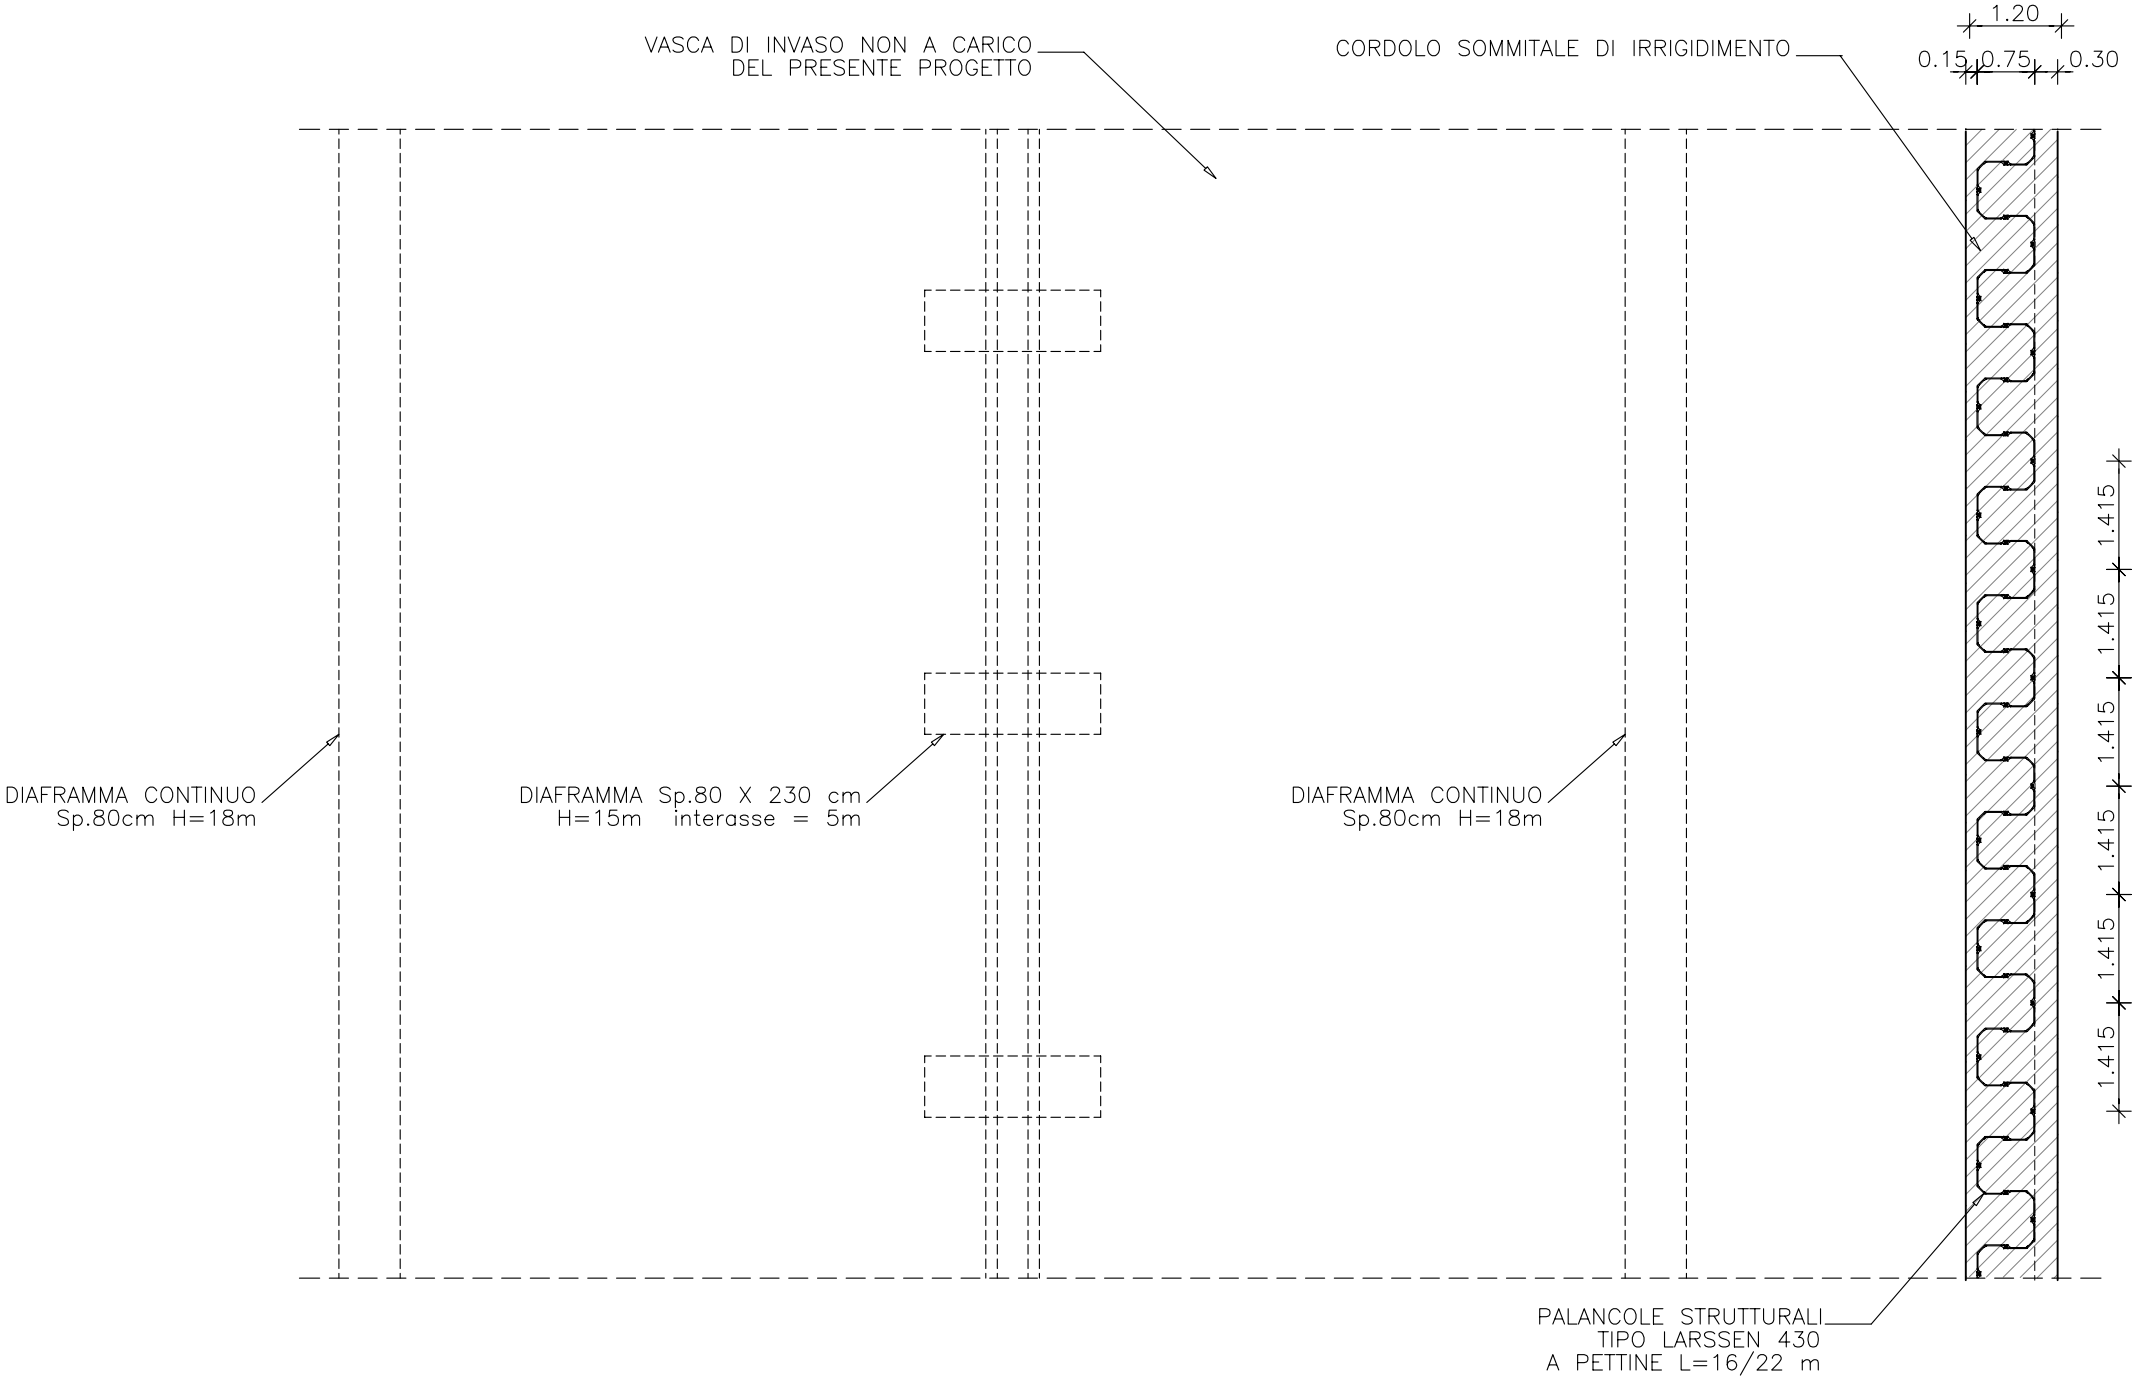 1.20
VASCA DI INVASO NON A CARICO
DEL PRESENTE PROGETTO
CORDOLO SOMMITALE DI IRRIGIDIMENTO
0.15 0.75 0.30
1.415
1.415
1.415
1.415
1.415
1.415
DIAFRAMMA CONTINUO
Sp.80cm H=18m
DIAFRAMMA Sp.80 X 230 cm
H=15m interasse = 5m
DIAFRAMMA CONTINUO
Sp.80cm H=18m
PALANCOLE STRUTTURALI
TIPO LARSSEN 430
A PETTINE L=16/22 m